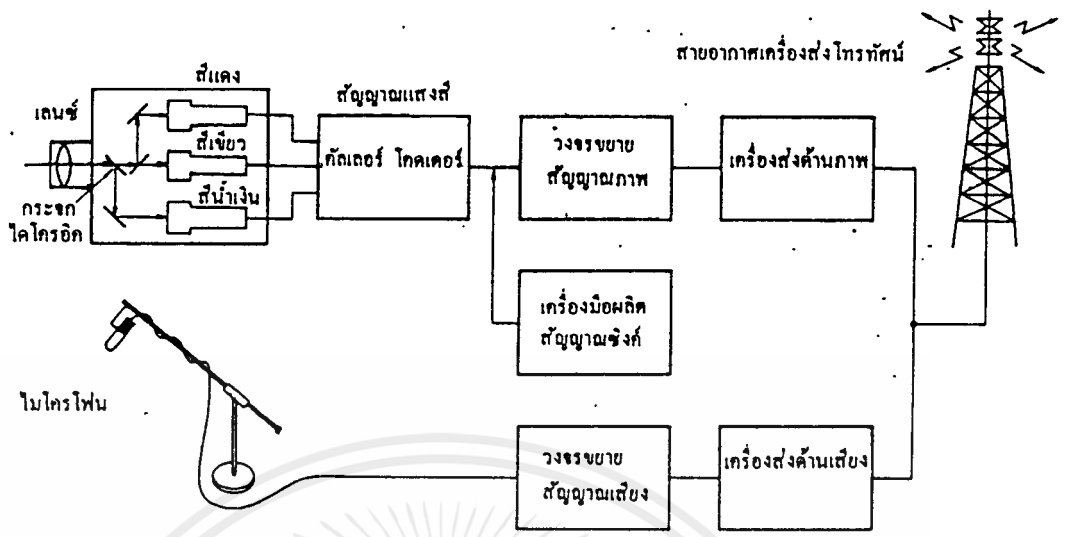 สายอากาศเครื่องส่งโทรทัศน์
สีแดง
สัญญาณแสงสี
เลนซ์
สีเขียว
คัลเลอร์ โคดเดอร์
วงจรขยาย
สัญญาณภาพ
เครื่องส่งด้านภาพ
สีน้ำเงิน
กระจก
ไดโครอิค
เครื่องมือผลิต
สัญญาณซิงค์
ไมโครโฟน
วงจรขยาย
สัญญาณเสียง
เครื่องส่งด้านเสียง